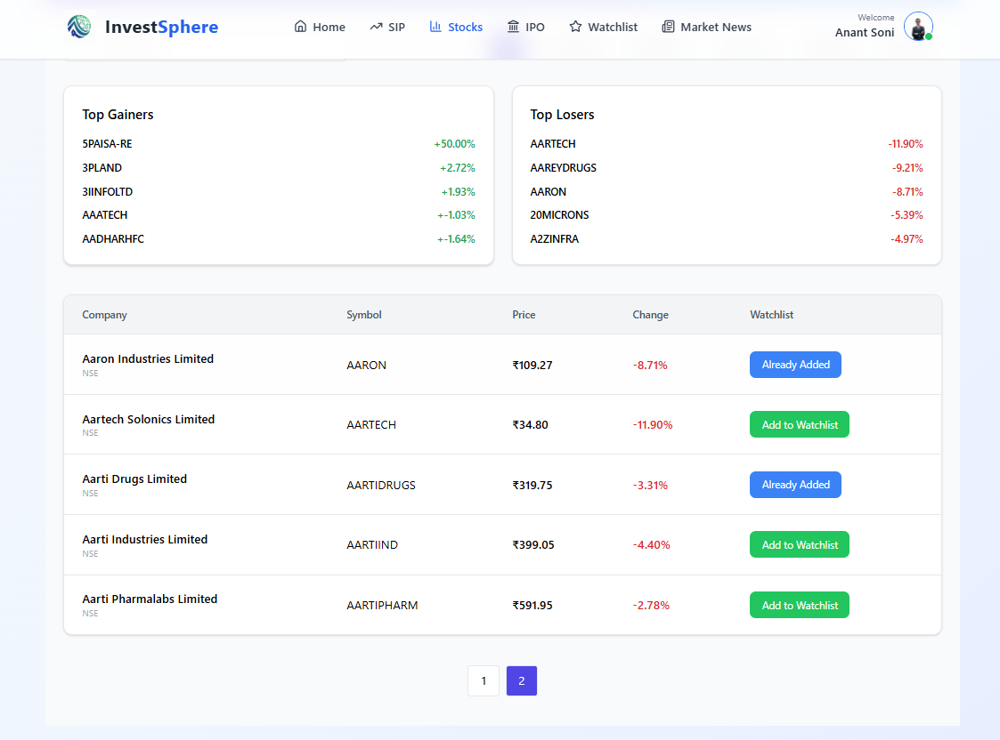 InvestSphere
Home
SIP
Stocks
IPO
Watchlist
Market News
Welcome
Anant Soni
Top Gainers
5PAISA-RE +50.00%
3PLAND +2.72%
3IINFOLTD +1.93%
AAATECH +-1.03%
AADHARHFC +-1.64%
Top Losers
AARTECH -11.90%
AAREYDRUGS -9.21%
AARON -8.71%
20MICRONS -5.39%
A2ZINFRA -4.97%
Company Symbol Price Change Watchlist
Aaron Industries Limited
NSE
AARON ₹109.27 -8.71% Already Added
Aartech Solonics Limited
NSE
AARTECH ₹34.80 -11.90% Add to Watchlist
Aarti Drugs Limited
NSE
AARTIDRUGS ₹319.75 -3.31% Already Added
Aarti Industries Limited
NSE
AARTIIND ₹399.05 -4.40% Add to Watchlist
Aarti Pharmalabs Limited
NSE
AARTIPHARM ₹591.95 -2.78% Add to Watchlist
1 2